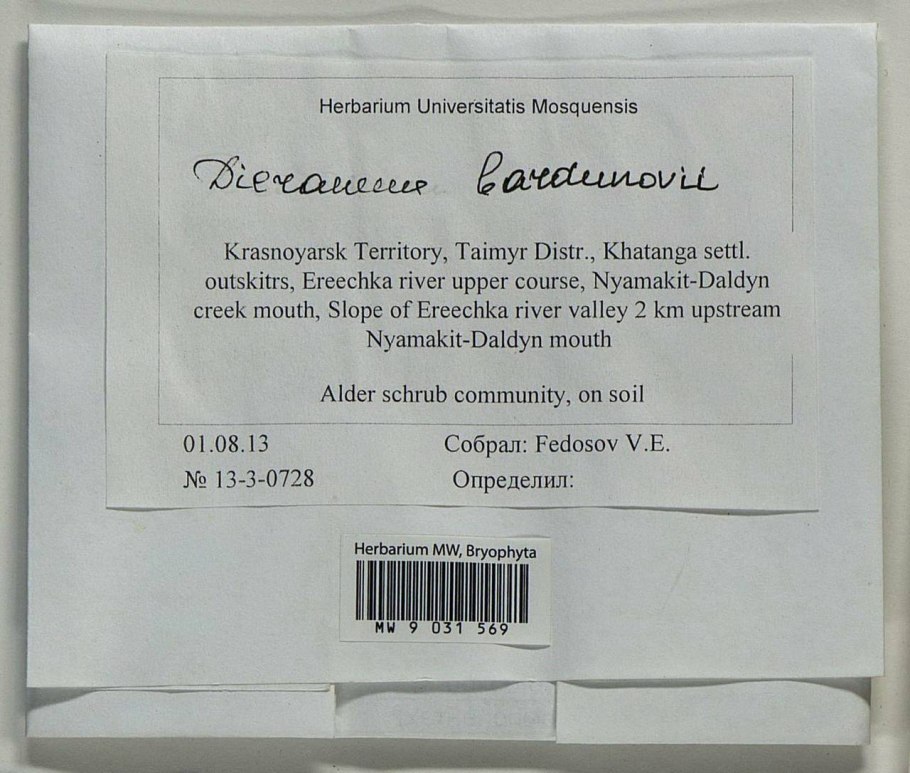 Herbarium Universitatis Mosquensis
Dicranum bardunovii
Krasnoyarsk Territory, Taimyr Distr., Khatanga settl.
outskitrs, Ereechka river upper course, Nyamakit-Daldyn
creek mouth, Slope of Ereechka river valley 2 km upstream
Nyamakit-Daldyn mouth
Alder schrub community, on soil
01.08.13 Собрал: Fedosov V.E.
№ 13-3-0728 Определил:
Herbarium MW, Bryophyta
MW 9 031 569